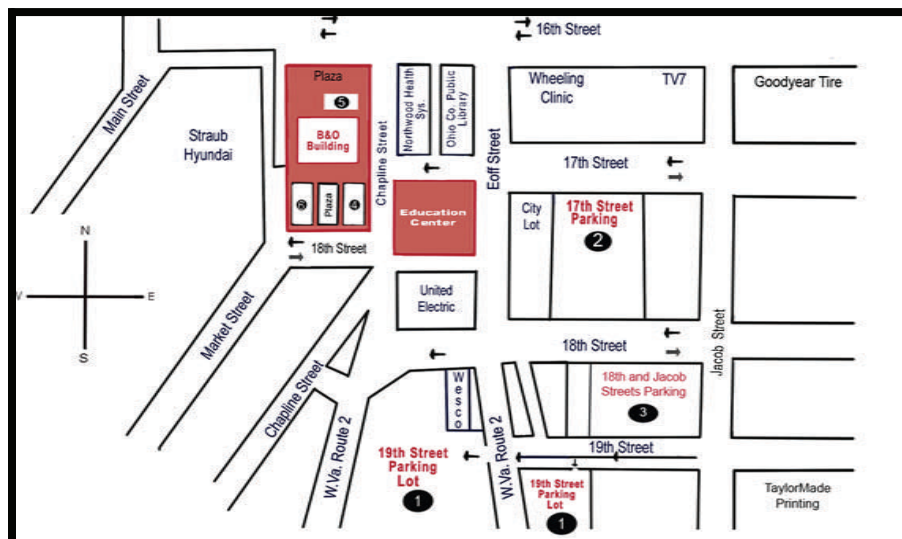 16th Street
Plaza
5
B&O
Building
6
Plaza
4
Northwood Health
Sys.
Ohio Co. Public
Library
Wheeling
Clinic
TV7
Goodyear Tire
Main Street
Straub
Hyundai
Chapline Street
Eoff Street
17th Street
Education
Center
City
Lot
17th Street
Parking
2
18th Street
N
W
E
S
Market Street
United
Electric
18th Street
Jacob Street
Chapline Street
Wesco
18th and Jacob
Streets Parking
3
19th Street
W.Va. Route 2
19th Street
Parking
Lot
1
W.Va. Route 2
19th Street
Parking
Lot
1
TaylorMade
Printing